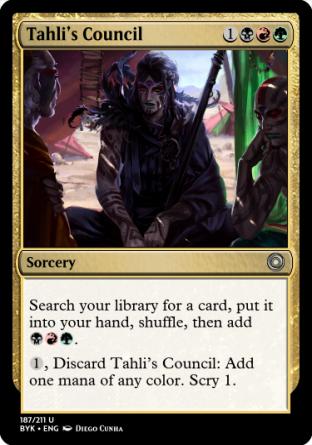 Tahli's Council 1
Sorcery
Search your library for a card, put it
into your hand, shuffle, then add
.
1, Discard Tahli's Council: Add
one mana of any color. Scry 1.
187/211 U
BYK • ENG Diego Cunha